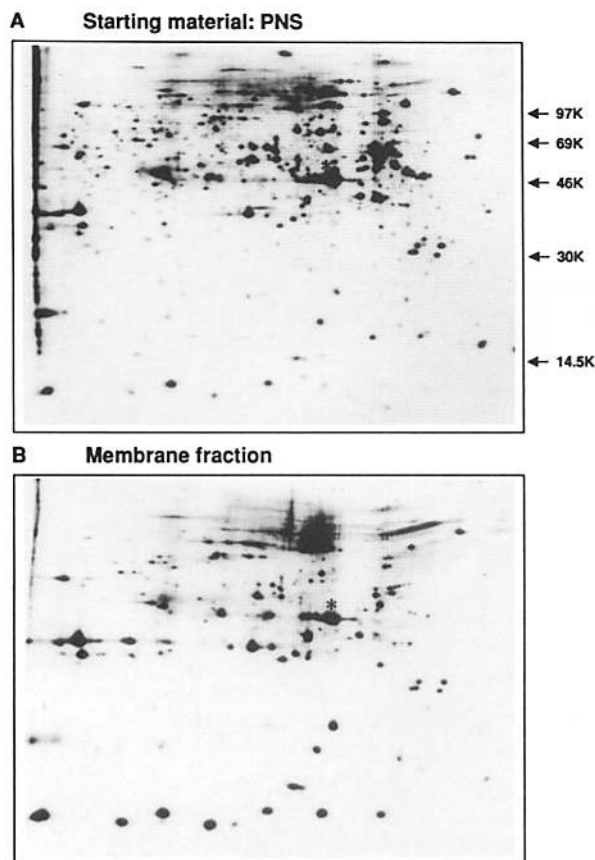 A Starting material: PNS
97K
69K
46K
30K
14.5K
B Membrane fraction
*